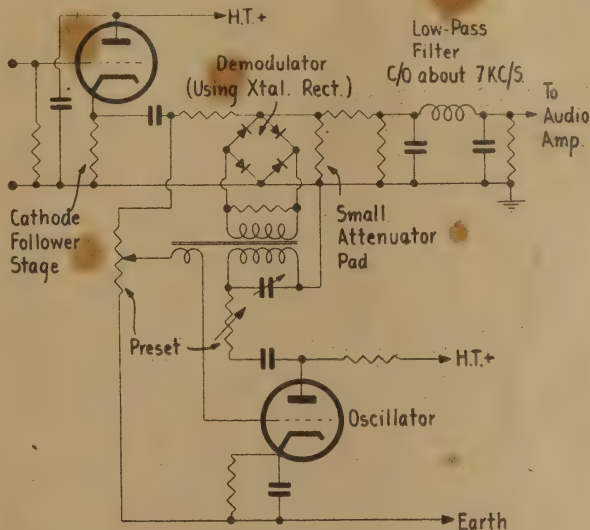 H.T.+
Low-Pass
Filter
C/O about 7KC/S.
Demodulator
(Using Xtal. Rect.)
To
Audio
Amp.
Cathode
Follower
Stage
Small
Attenuator
Pad
Preset
H.T.+
Oscillator
Earth